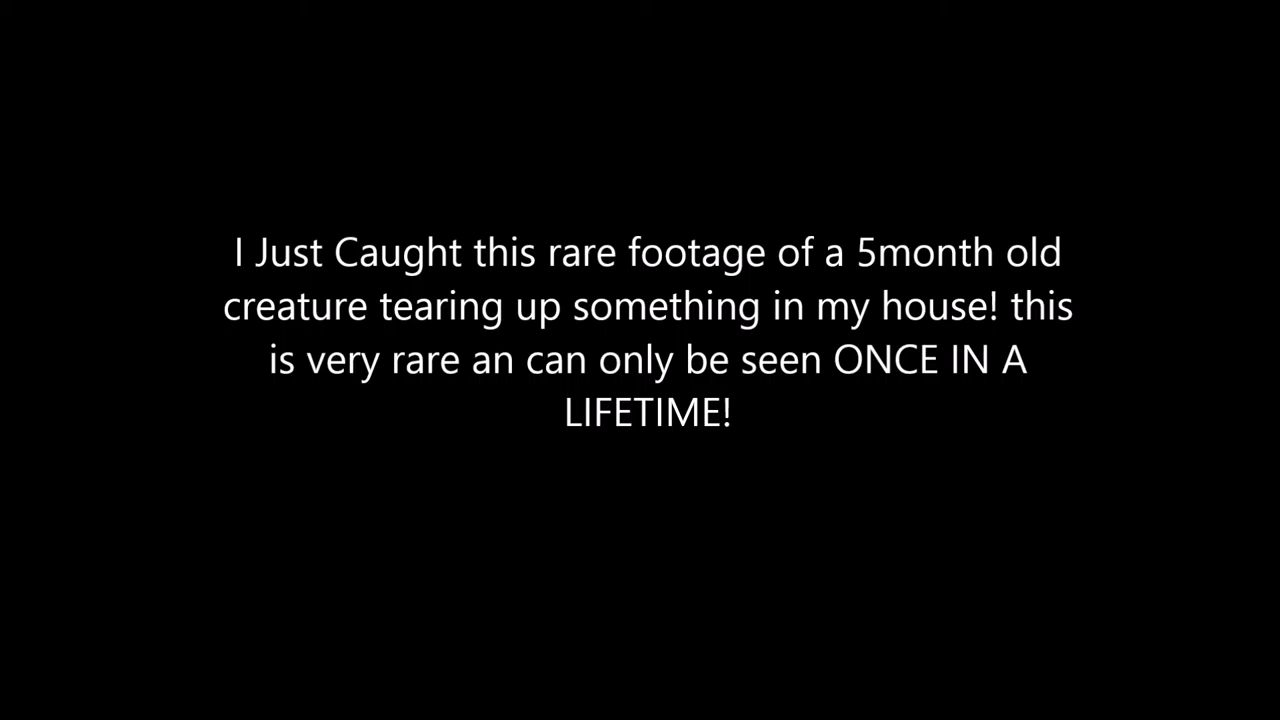 I Just Caught this rare footage of a 5month old
creature tearing up something in my house! this
is very rare an can only be seen ONCE IN A
LIFETIME!